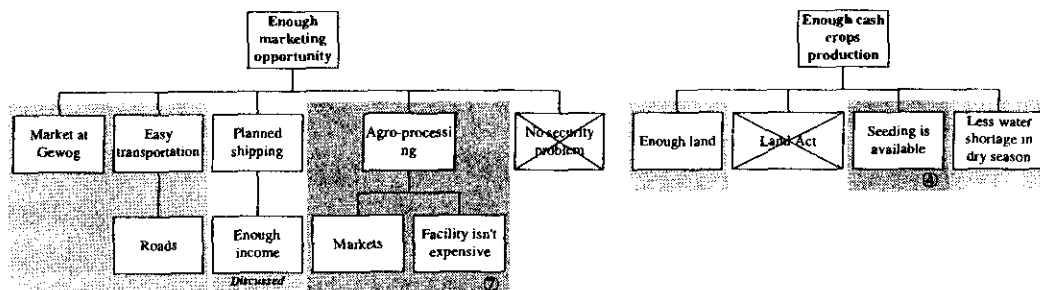 Enough
marketing
opportunity
Enough cash
crops
production
Market at
Gewog
Easy
transportation
Planned
shipping
Agro-processi
ng
No security
problem
Enough land
Land Act
Seeding is
available
④
Less water
shortage in
dry season
Roads
Enough
income
Discussed
Markets
Facility isn't
expensive
⑦